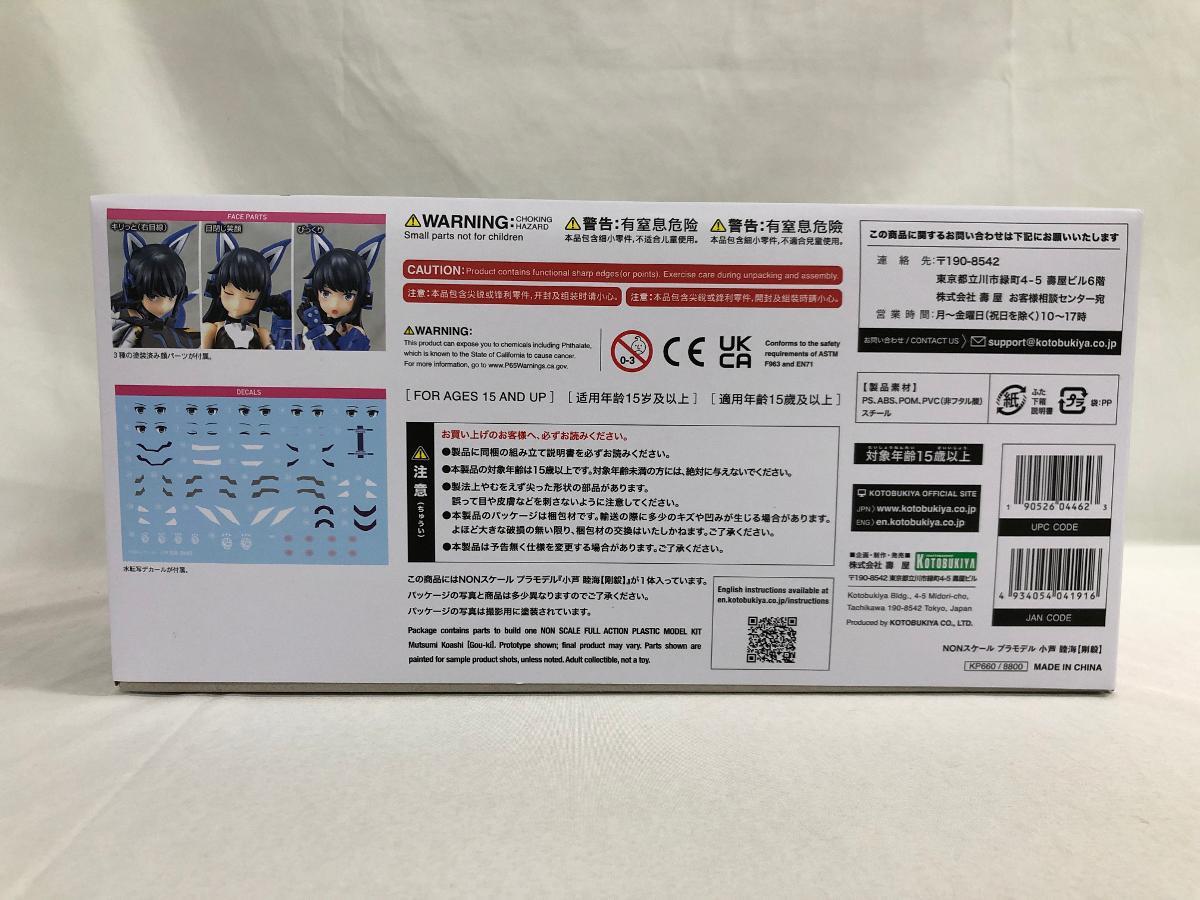 FACE PARTS
キリっと(右目線)
目閉じ笑顔
びっくり
3種の塗装済み顔パーツが付属。
DECALS
水転写デカールが付属。
WARNING: CHOKING HAZARD
Small parts not for children
警告:有窒息危险
本品包含细小零件,不适合儿童使用。
警告:有窒息危險
本品包含細小零件,不適合兒童使用。
CAUTION: Product contains functional sharp edges (or points). Exercise care during unpacking and assembly.
注意:本品包含尖锐或锋利零件,开封及组装时请小心。
注意:本品包含尖銳或鋒利零件,開封及組裝時請小心。
WARNING:
This product can expose you to chemicals including Phthalate,
which is known to the State of California to cause cancer.
For more information, go to www.P65Warnings.ca.gov.
0-3
CE
UK
CA
Conforms to the safety
requirements of ASTM
F963 and EN71
[ FOR AGES 15 AND UP ] [ 适用年龄15岁及以上 ] [ 適用年齡15歲及以上 ]
注意(ちゅうい)
お買い上げのお客様へ、必ずお読みください。
●製品に同梱の組み立て説明書を必ずお読みください。
●本製品の対象年齢は15歳以上です。対象年齢未満の方には、絶対に与えないでください。
●製法上やむをえず尖った形状の部品があります。
誤って目や皮膚などを刺さないように注意してください。
●本製品のパッケージは梱包材です。輸送の際に多少のキズや凹みが生じる場合があります。
よほど大きな破損の無い限り、梱包材の交換はいたしかねます。ご了承ください。
●本製品は予告無く仕様を変更する場合があります。ご了承ください。
この商品にはNONスケール プラモデル『小芦 睦海【剛毅】』が1体入っています。
パッケージの写真と商品は多少異なりますのでご了承ください。
パッケージの写真は撮影用に塗装されています。
Package contains parts to build one NON SCALE FULL ACTION PLASTIC MODEL KIT
Mutsumi Koashi [Gou-ki]. Prototype shown; final product may vary. Parts shown are
painted for sample product shots, unless noted. Adult collectible, not a toy.
English instructions available at
en.kotobukiya.jp/instructions
この商品に関するお問い合わせは下記にお願いいたします
連絡先:〒190-8542
東京都立川市緑町4-5 壽屋ビル6階
株式会社 壽屋 お客様相談センター宛
営業時間:月〜金曜日(祝日を除く)10〜17時
お問い合わせ / CONTACT US
support@kotobukiya.co.jp
【製品素材】
PS、ABS、POM、PVC(非フタル酸)
スチール
紙
ふた
下箱
説明書
プラ
袋:PP
たいしょうねんれい さいいじょう
対象年齢15歳以上
KOTOBUKIYA OFFICIAL SITE
JPN www.kotobukiya.co.jp
ENG en.kotobukiya.co.jp
■企画・制作・発売■
株式会社 壽屋
KOTOBUKIYA
〒190-8542 東京都立川市緑町4-5 壽屋ビル
Kotobukiya Bldg., 4-5 Midori-cho,
Tachikawa 190-8542 Tokyo, Japan
Produced by KOTOBUKIYA CO., LTD.
1 90526 04462 3
UPC CODE
4 934054 041916
JAN CODE
NONスケール プラモデル 小芦 睦海【剛毅】
KP660 / 8800
MADE IN CHINA